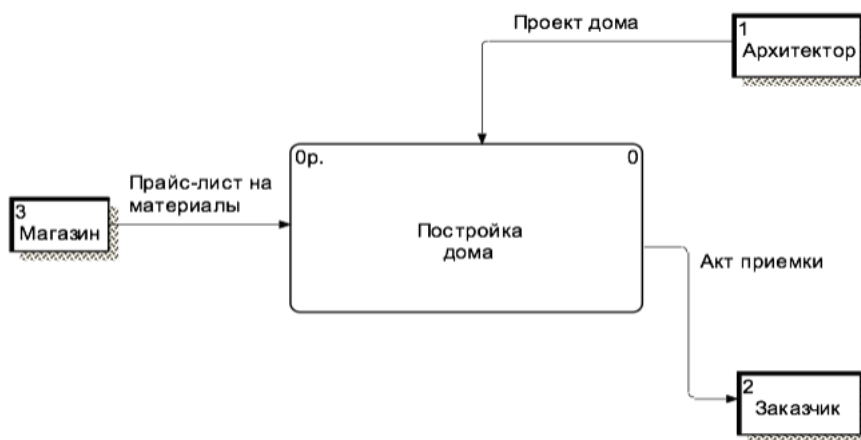 Проект дома
1
Архитектор
0р.
0
Прайс-лист на
материалы
3
Магазин
Постройка
дома
Акт приемки
2
Заказчик